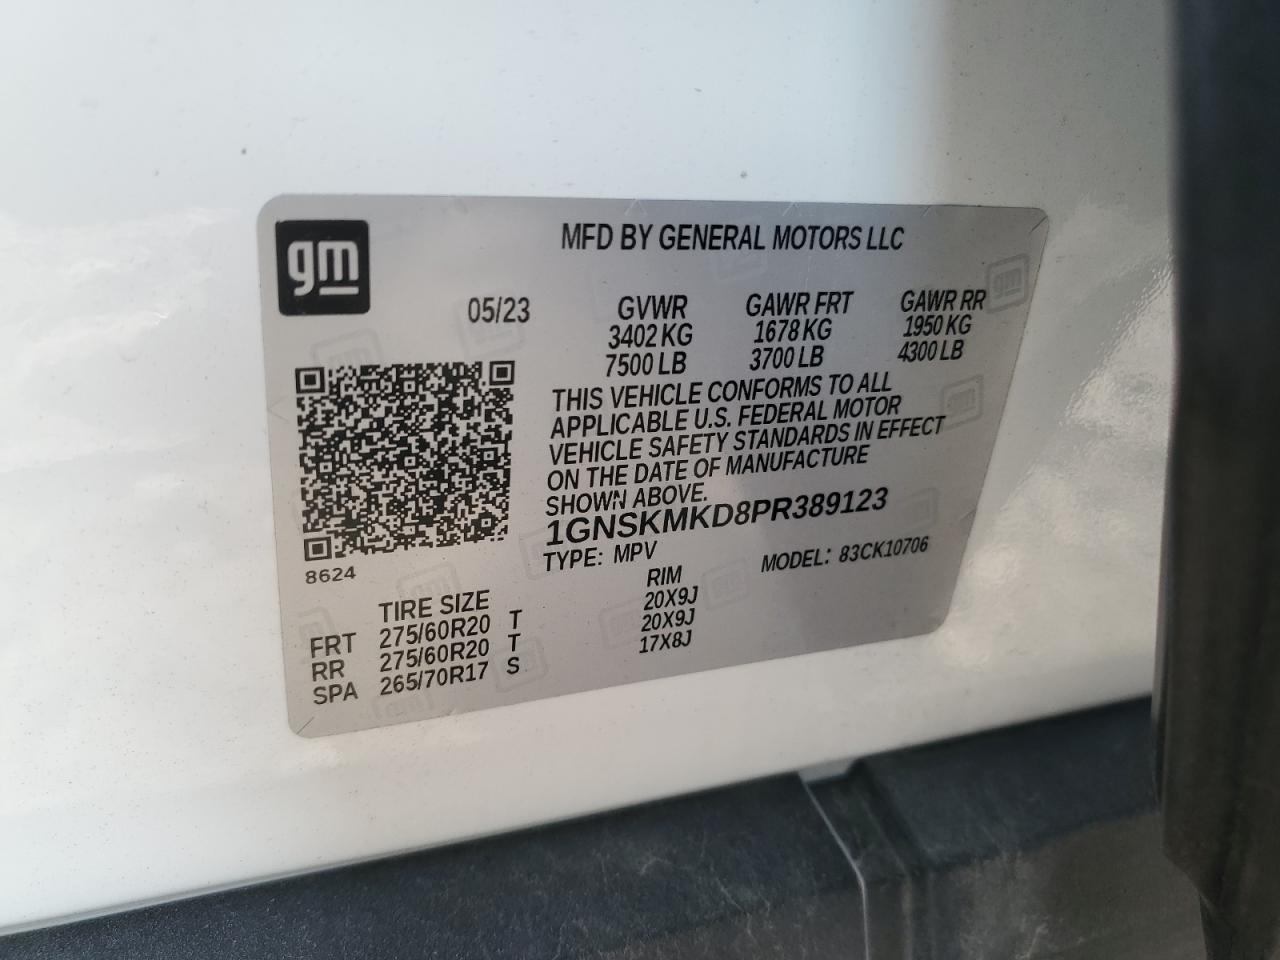 gm
MFD BY GENERAL MOTORS LLC
05/23 GVWR GAWR FRT GAWR RR
3402 KG 1678 KG 1950 KG
7500 LB 3700 LB 4300 LB
THIS VEHICLE CONFORMS TO ALL
APPLICABLE U.S. FEDERAL MOTOR
VEHICLE SAFETY STANDARDS IN EFFECT
ON THE DATE OF MANUFACTURE
SHOWN ABOVE.
1GNSKMKD8PR389123
TYPE: MPV MODEL: 83CK10706
8624
TIRE SIZE RIM
FRT 275/60R20 T 20X9J
RR 275/60R20 T 20X9J
SPA 265/70R17 S 17X8J